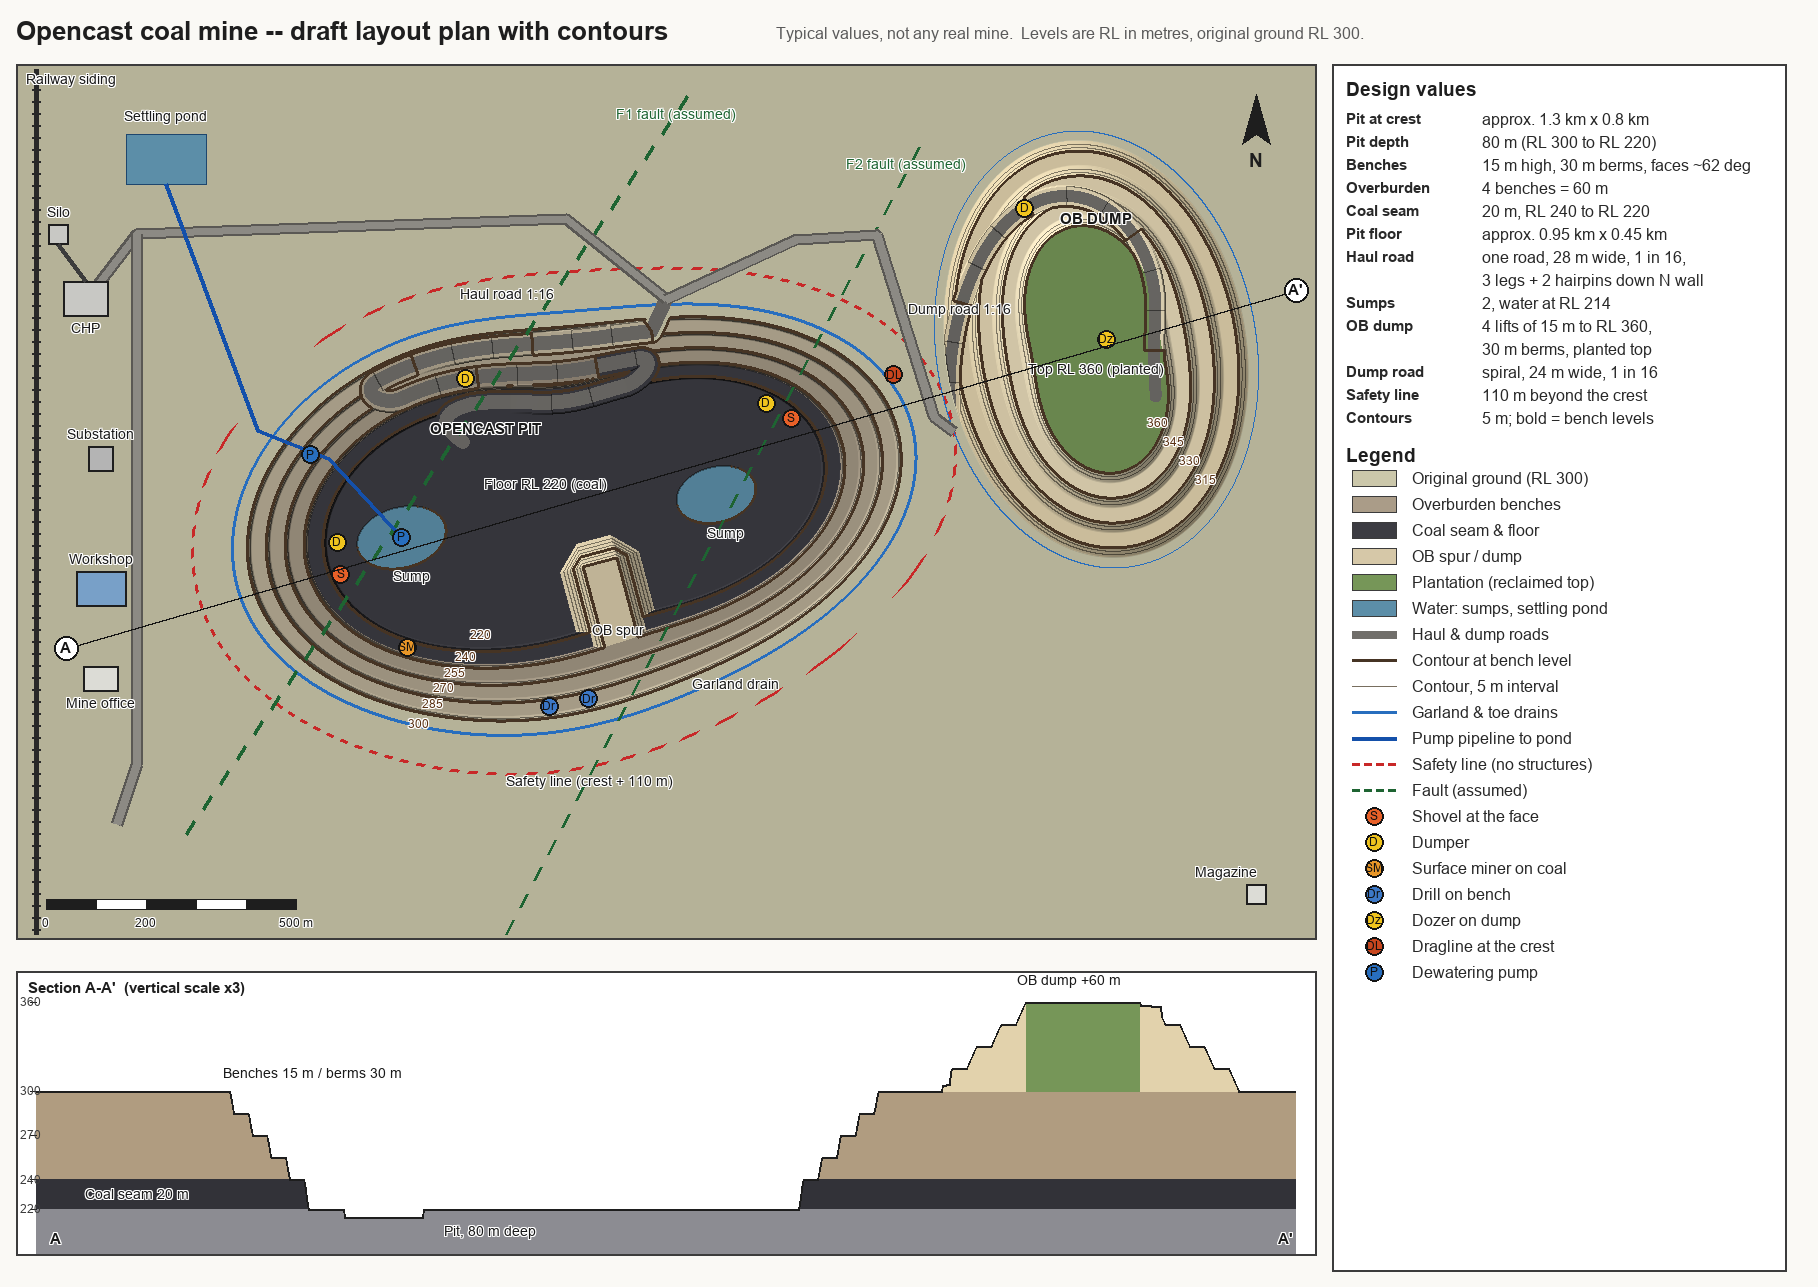 Opencast coal mine -- draft layout plan with contours
Typical values, not any real mine.  Levels are RL in metres, original ground RL 300.
Railway siding
Settling pond
F1 fault (assumed)
F2 fault (assumed)
N
Silo
OB DUMP
D
CHP
Haul road 1:16
Dump road 1:16
A'
Dz
Top RL 360 (planted)
D
DL
D
S
OPENCAST PIT
360
345
330
315
Substation
P
Floor RL 220 (coal)
Sump
P
D
S
Sump
Workshop
A
OB spur
220
SM
240
255
270
285
300
Garland drain
Dr
Dr
Mine office
Safety line (crest + 110 m)
Magazine
0
200
500 m
Design values
Pit at crest
approx. 1.3 km x 0.8 km
Pit depth
80 m (RL 300 to RL 220)
Benches
15 m high, 30 m berms, faces ~62 deg
Overburden
4 benches = 60 m
Coal seam
20 m, RL 240 to RL 220
Pit floor
approx. 0.95 km x 0.45 km
Haul road
one road, 28 m wide, 1 in 16,
3 legs + 2 hairpins down N wall
Sumps
2, water at RL 214
OB dump
4 lifts of 15 m to RL 360,
30 m berms, planted top
Dump road
spiral, 24 m wide, 1 in 16
Safety line
110 m beyond the crest
Contours
5 m; bold = bench levels
Legend
Original ground (RL 300)
Overburden benches
Coal seam & floor
OB spur / dump
Plantation (reclaimed top)
Water: sumps, settling pond
Haul & dump roads
Contour at bench level
Contour, 5 m interval
Garland & toe drains
Pump pipeline to pond
Safety line (no structures)
Fault (assumed)
S
Shovel at the face
D
Dumper
SM
Surface miner on coal
Dr
Drill on bench
Dz
Dozer on dump
DL
Dragline at the crest
P
Dewatering pump
Section A-A'  (vertical scale x3)
OB dump +60 m
360
Benches 15 m / berms 30 m
300
270
240
Coal seam 20 m
220
Pit, 80 m deep
A
A'